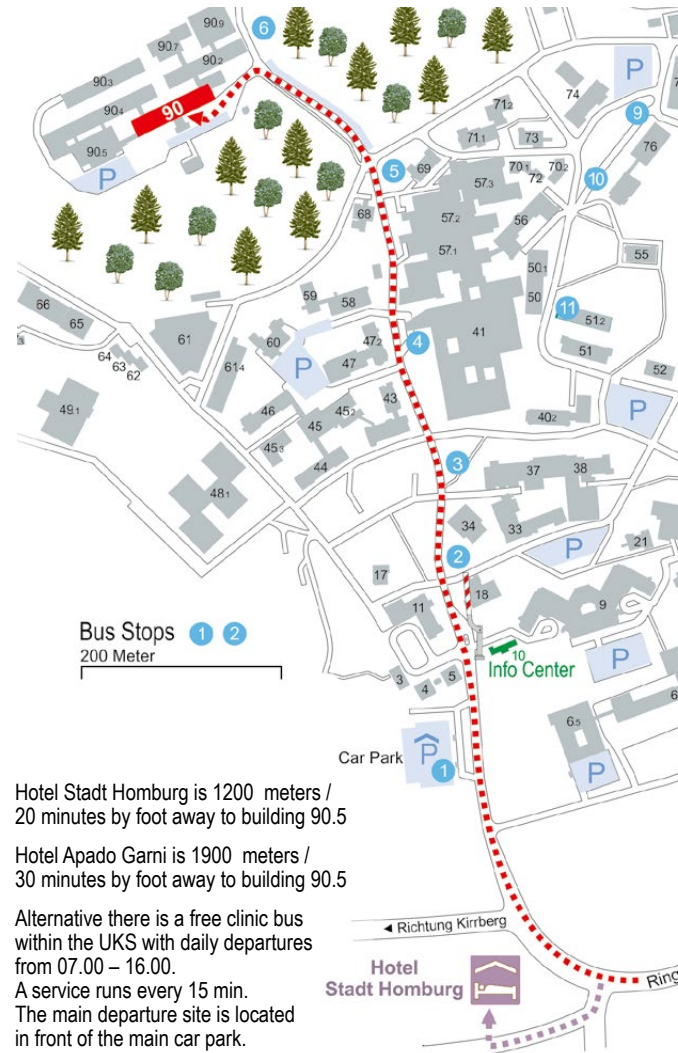 6
90.9
90.7
90.2
90.3
90.4
90
90.5
P
P
74
9
71.2
71.1
73
76
5
69
70.1
70.2
72
10
57.3
68
57.2
56
57.1
55
50.1
50
11
51.2
51
52
59
58
66
65
61
60
47.2
4
41
64
63
62
61.4
P
47
43
49.1
46
45.2
45
40.2
P
45.3
44
3
37
38
48.1
34
33
2
P
21
17
18
11
9
Bus Stops 1 2
200 Meter
10
Info Center
P
3
4
5
6.5
6
Car Park
P
1
P
Hotel Stadt Homburg is 1200 meters /
20 minutes by foot away to building 90.5
Hotel Apado Garni is 1900 meters /
30 minutes by foot away to building 90.5
Alternative there is a free clinic bus
within the UKS with daily departures
from 07.00 – 16.00.
A service runs every 15 min.
The main departure site is located
in front of the main car park.
◄ Richtung Kirrberg
Hotel
Stadt Homburg
Ring